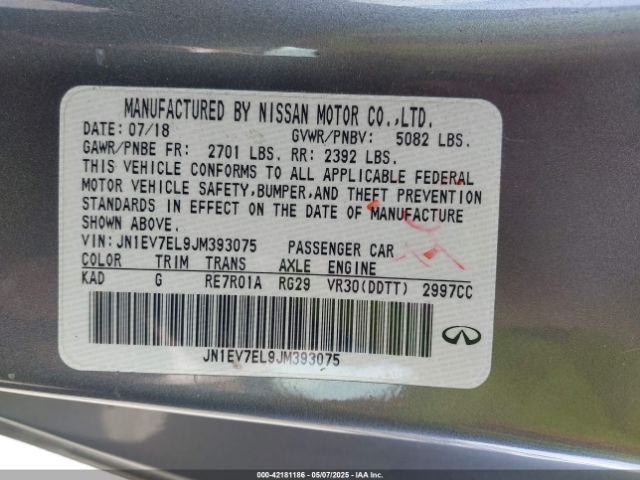 MANUFACTURED BY NISSAN MOTOR CO.,LTD.
DATE: 07/18 GVWR/PNBV: 5082 LBS.
GAWR/PNBE FR: 2701 LBS. RR: 2392 LBS.
THIS VEHICLE CONFORMS TO ALL APPLICABLE FEDERAL
MOTOR VEHICLE SAFETY,BUMPER,AND THEFT PREVENTION
STANDARDS IN EFFECT ON THE DATE OF MANUFACTURE
SHOWN ABOVE.
VIN:JN1EV7EL9JM393075 PASSENGER CAR
COLOR TRIM TRANS AXLE ENGINE
KAD G RE7R01A RG29 VR30(DDTT) 2997CC
JN1EV7EL9JM393075
000-42181186 05/07/2025 IAAI.COM